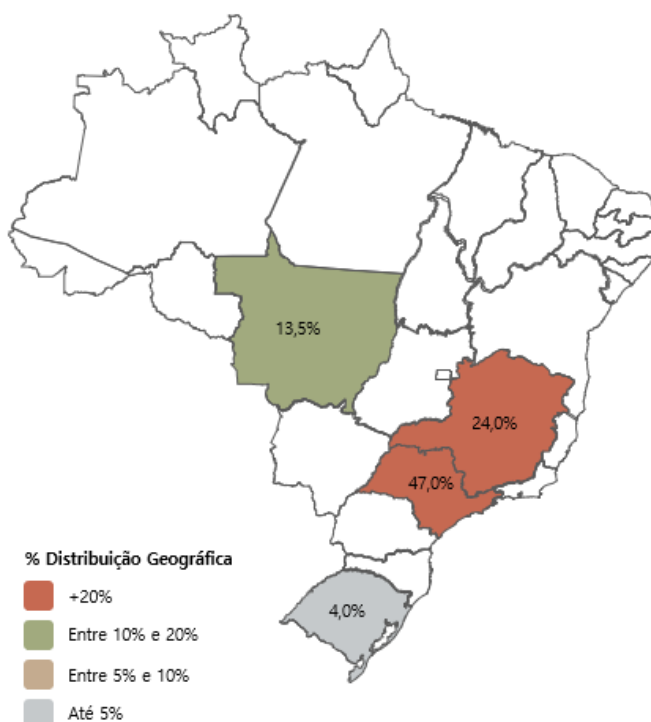 13,5%
24,0%
47,0%
% Distribuição Geográfica
+20%
4,0%
Entre 10% e 20%
Entre 5% e 10%
Até 5%